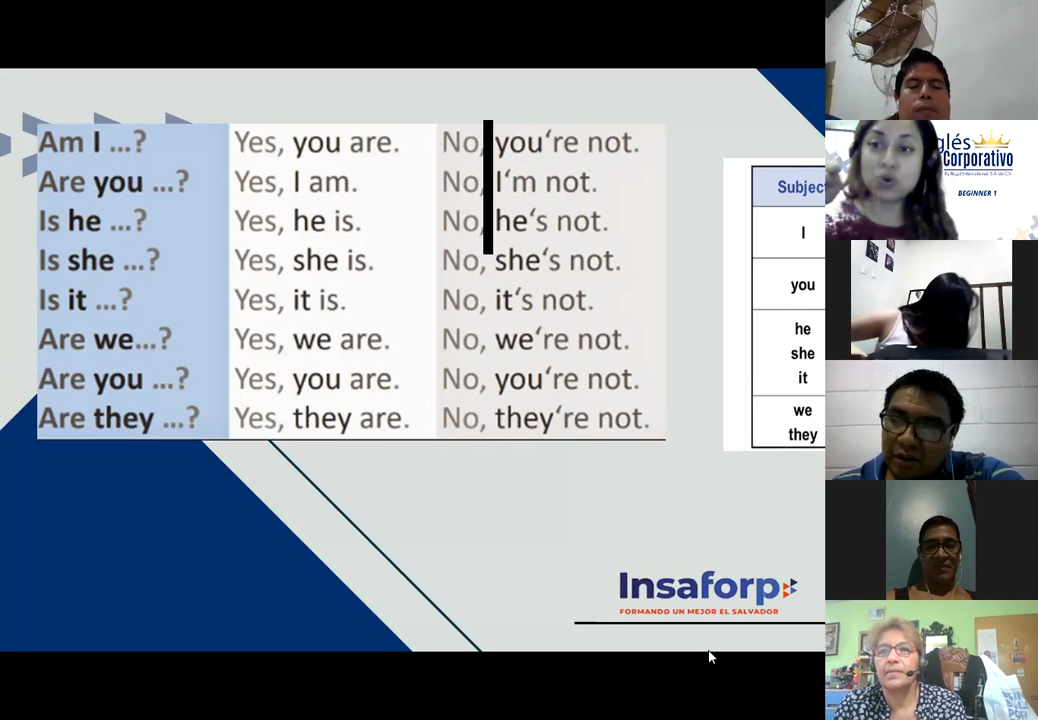 Am I ...? Yes, you are. No, you're not.
Are you ...? Yes, I am. No, I'm not.
Is he ...? Yes, he is. No, he's not.
Is she ...? Yes, she is. No, she's not.
Is it ...? Yes, it is. No, it's not.
Are we...? Yes, we are. No, we're not.
Are you ...? Yes, you are. No, you're not.
Are they ...? Yes, they are. No, they're not.
Subject
I
you
he
she
it
we
they
Insaforp
FORMANDO UN MEJOR EL SALVADOR
glés
Corporativo
BEGINNER 1